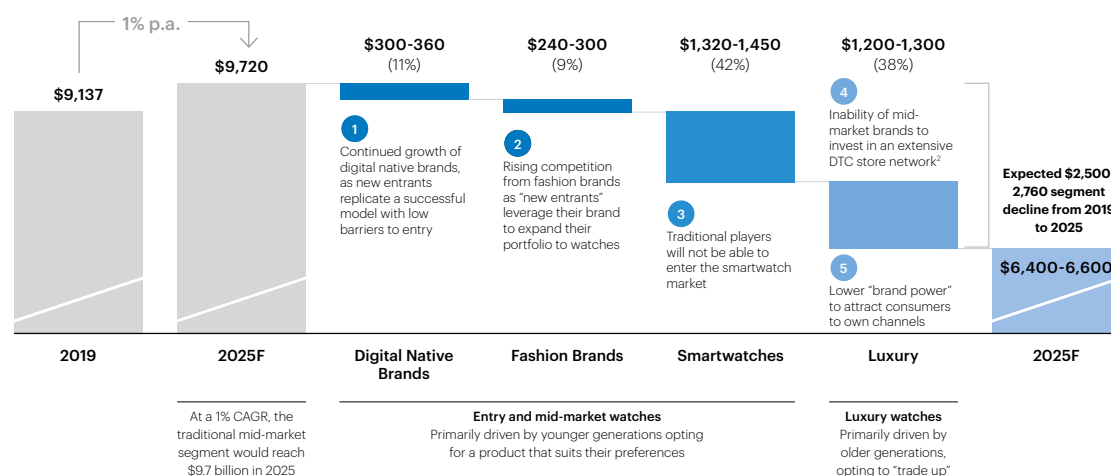 1% p.a.
$9,137
$9,720
$300-360
(11%)
$240-300
(9%)
$1,320-1,450
(42%)
$1,200-1,300
(38%)
1
Continued growth of
digital native brands,
as new entrants
replicate a successful
model with low
barriers to entry
2
Rising competition
from fashion brands
as “new entrants”
leverage their brand
to expand their
portfolio to watches
3
Traditional players
will not be able to
enter the smartwatch
market
4
Inability of mid-
market brands to
invest in an extensive
DTC store network²
5
Lower “brand power”
to attract consumers
to own channels
Expected $2,500
2,760 segment
decline from 2019
to 2025
$6,400-6,600
2019
2025F
Digital Native
Brands
Fashion Brands
Smartwatches
Luxury
2025F
At a 1% CAGR, the
traditional mid-market
segment would reach
$9.7 billion in 2025
Entry and mid-market watches
Primarily driven by younger generations opting
for a product that suits their preferences
Luxury watches
Primarily driven by
older generations,
opting to “trade up”